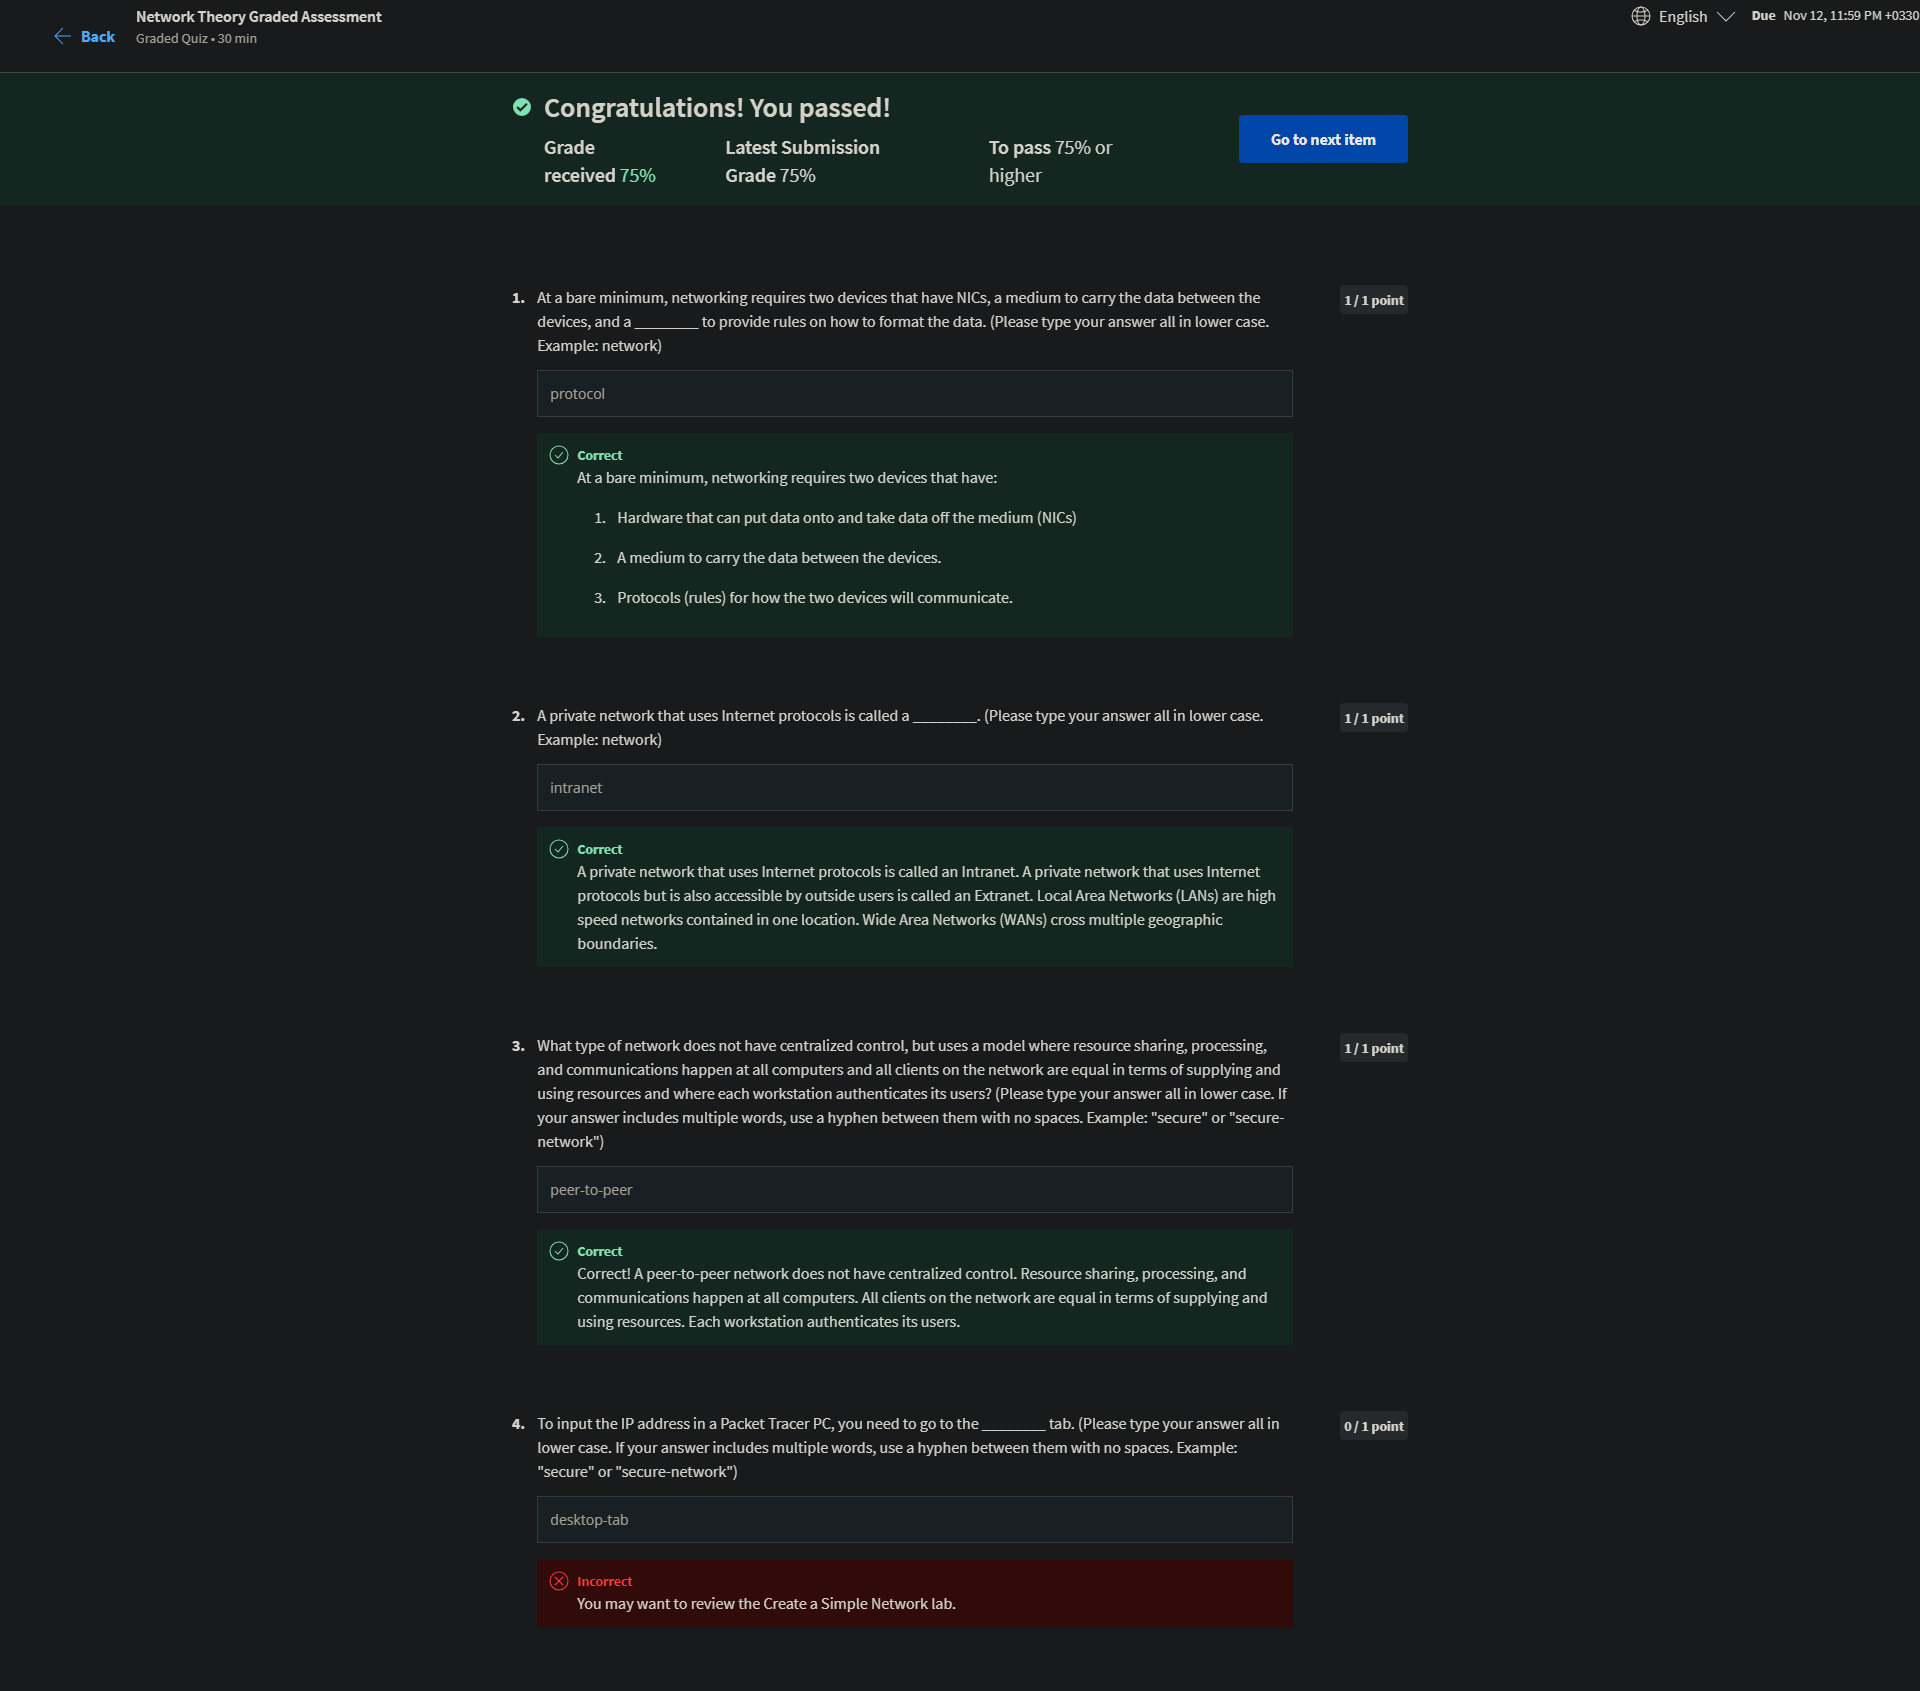 Back
Network Theory Graded Assessment
Graded Quiz • 30 min
English
Due Nov 12, 11:59 PM +0330
Congratulations! You passed!
Grade received 75%
Latest Submission Grade 75%
To pass 75% or higher
Go to next item
1. At a bare minimum, networking requires two devices that have NICs, a medium to carry the data between the
devices, and a ________ to provide rules on how to format the data. (Please type your answer all in lower case.
Example: network)
1 / 1 point
protocol
Correct
At a bare minimum, networking requires two devices that have:
1. Hardware that can put data onto and take data off the medium (NICs)
2. A medium to carry the data between the devices.
3. Protocols (rules) for how the two devices will communicate.
2. A private network that uses Internet protocols is called a ________. (Please type your answer all in lower case.
Example: network)
1 / 1 point
intranet
Correct
A private network that uses Internet protocols is called an Intranet. A private network that uses Internet
protocols but is also accessible by outside users is called an Extranet. Local Area Networks (LANs) are high
speed networks contained in one location. Wide Area Networks (WANs) cross multiple geographic
boundaries.
3. What type of network does not have centralized control, but uses a model where resource sharing, processing,
and communications happen at all computers and all clients on the network are equal in terms of supplying and
using resources and where each workstation authenticates its users? (Please type your answer all in lower case. If
your answer includes multiple words, use a hyphen between them with no spaces. Example: "secure" or "secure-
network")
1 / 1 point
peer-to-peer
Correct
Correct! A peer-to-peer network does not have centralized control. Resource sharing, processing, and
communications happen at all computers. All clients on the network are equal in terms of supplying and
using resources. Each workstation authenticates its users.
4. To input the IP address in a Packet Tracer PC, you need to go to the ________ tab. (Please type your answer all in
lower case. If your answer includes multiple words, use a hyphen between them with no spaces. Example:
"secure" or "secure-network")
0 / 1 point
desktop-tab
Incorrect
You may want to review the Create a Simple Network lab.